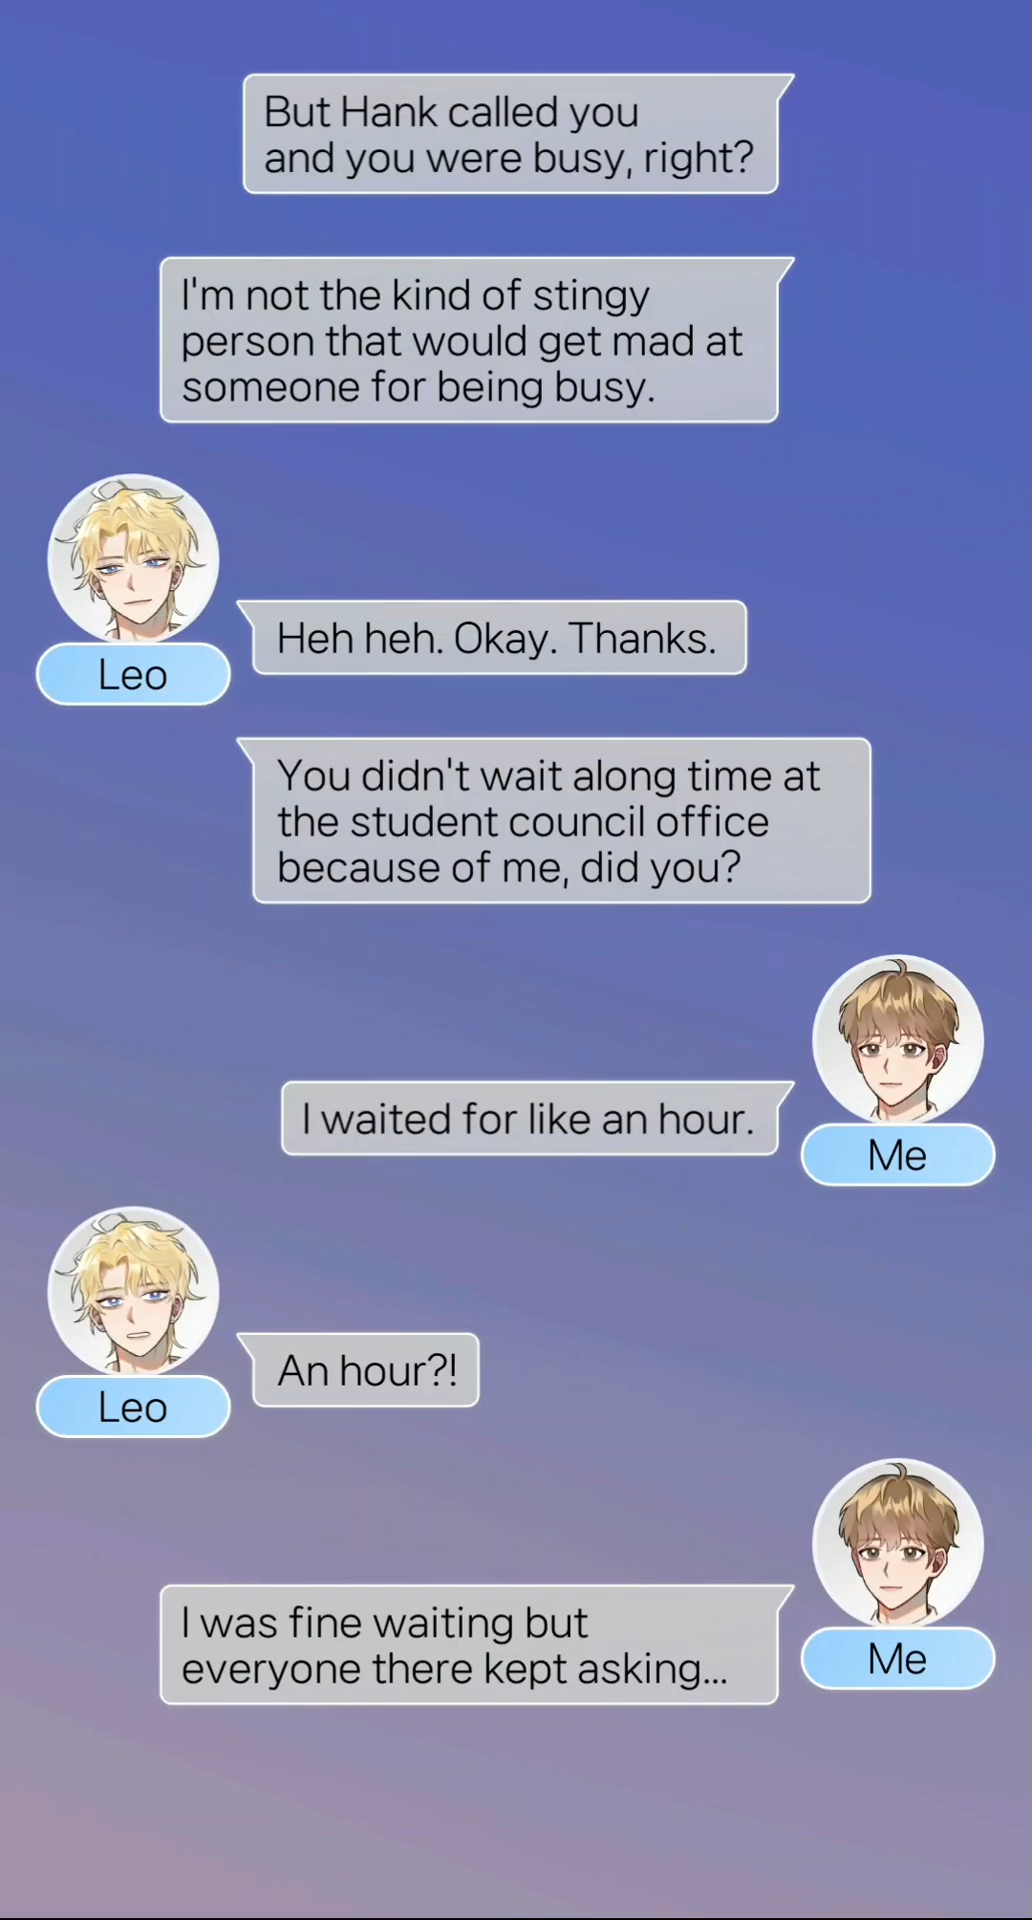 But Hank called you
and you were busy, right?
I'm not the kind of stingy
person that would get mad at
someone for being busy.
Heh heh. Okay. Thanks.
Leo
You didn't wait along time at
the student council office
because of me, did you?
I waited for like an hour.
Me
An hour?!
Leo
I was fine waiting but
everyone there kept asking...
Me